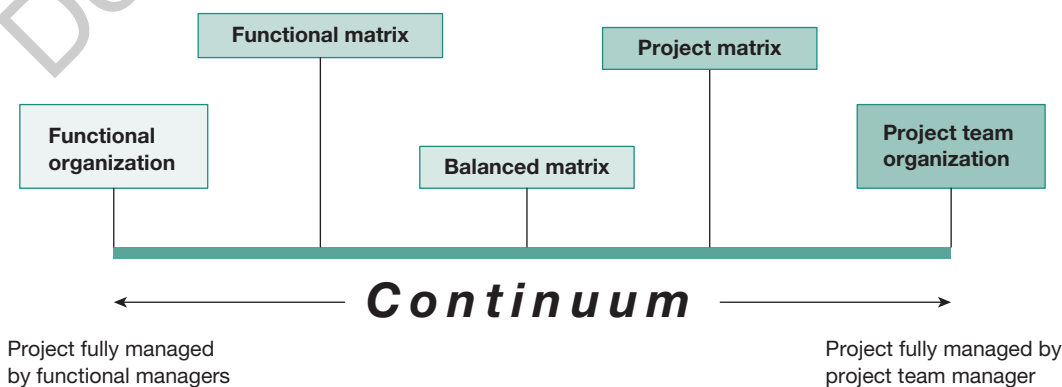 Functional matrix
Project matrix
Functional
organization
Project team
organization
Balanced matrix
Continuum
Project fully managed
by functional managers
Project fully managed by
project team manager